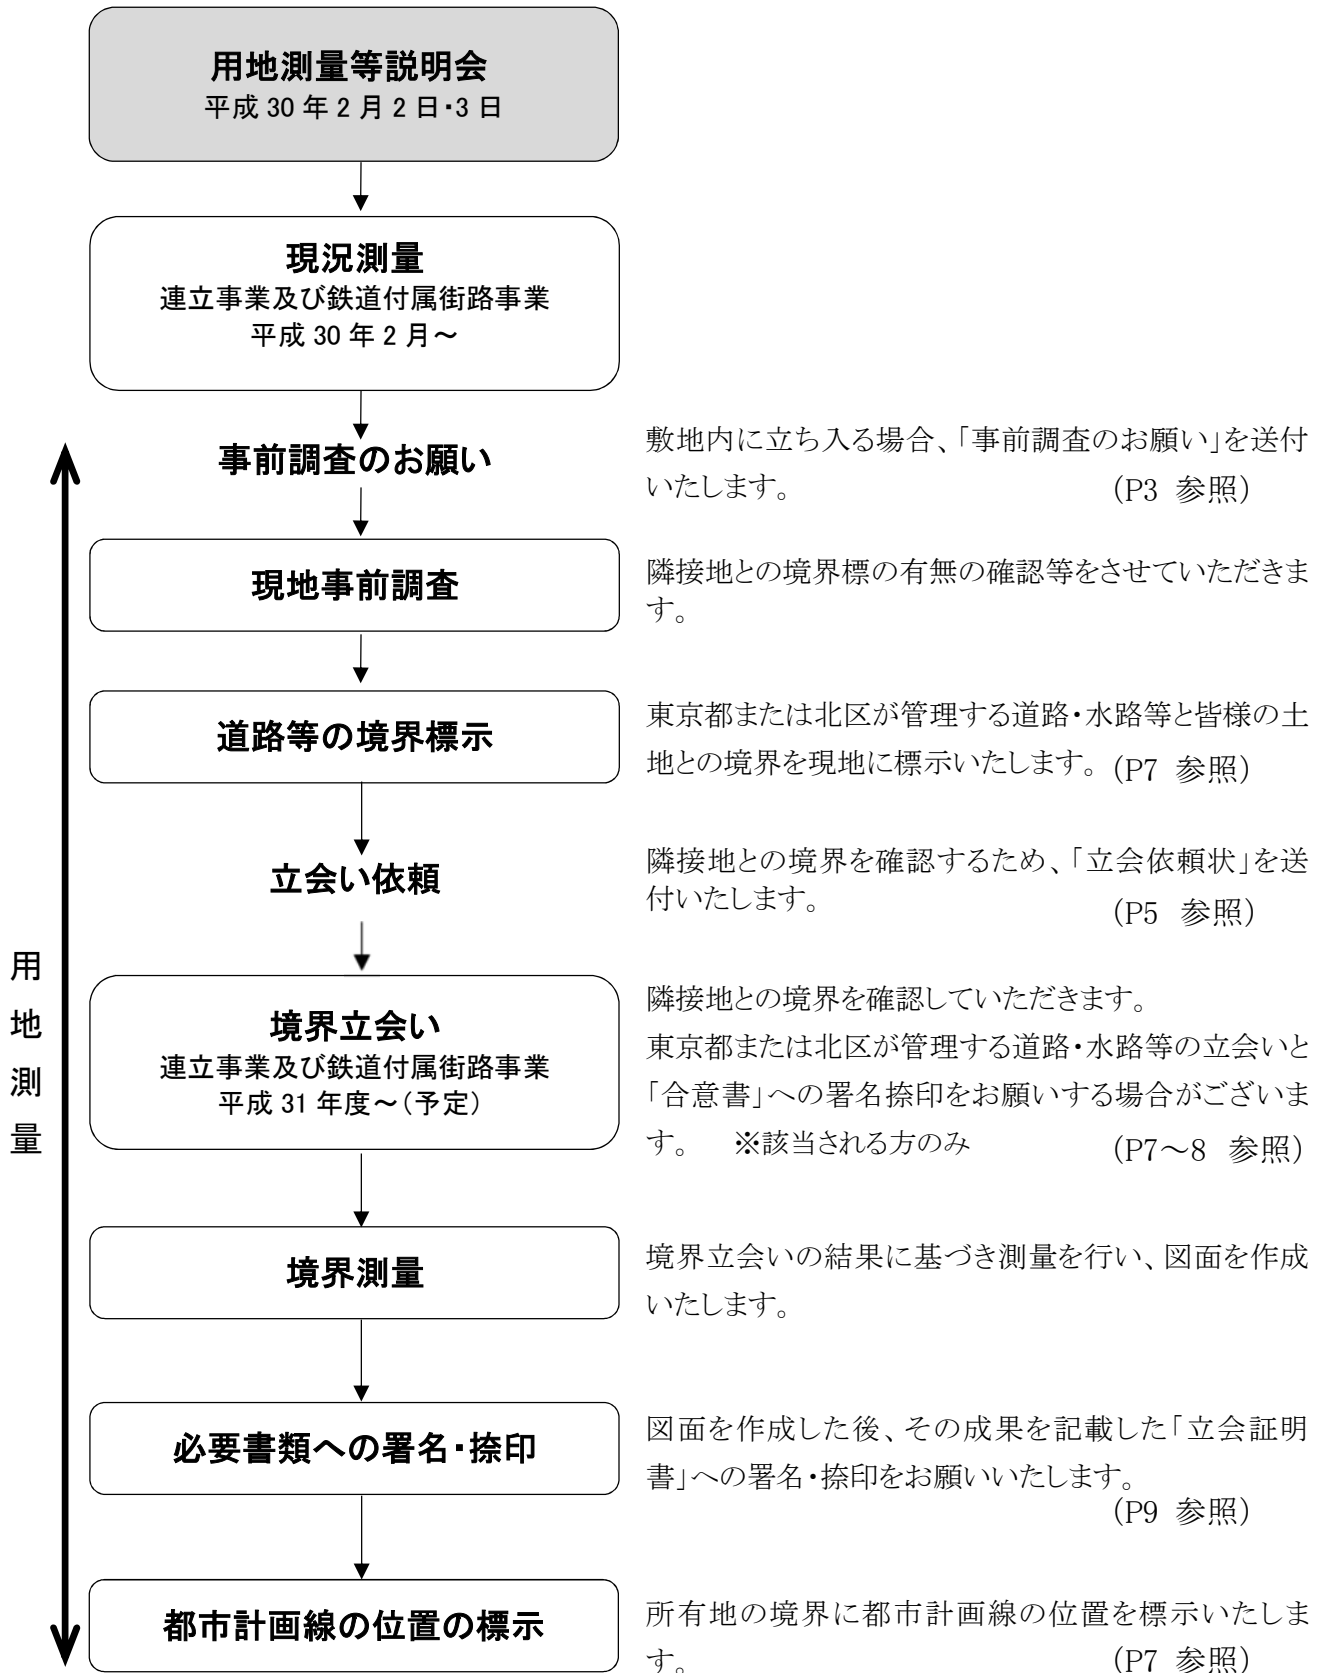 用地測量等説明会
平成 30 年 2 月 2 日・3 日
現況測量
連立事業及び鉄道付属街路事業
平成 30 年 2 月～
事前調査のお願い
敷地内に立ち入る場合、「事前調査のお願い」を送付
いたします。 (P3 参照)
現地事前調査
隣接地との境界標の有無の確認等をさせていただきま
す。
道路等の境界標示
東京都または北区が管理する道路・水路等と皆様の土
地との境界を現地に標示いたします。 (P7 参照)
立会い依頼
隣接地との境界を確認するため、「立会依頼状」を送
付いたします。 (P5 参照)
用地測量
境界立会い
連立事業及び鉄道付属街路事業
平成 31 年度～(予定)
隣接地との境界を確認していただきます。
東京都または北区が管理する道路・水路等の立会いと
「合意書」への署名捺印をお願いする場合がございま
す。 ※該当される方のみ (P7～8 参照)
境界測量
境界立会いの結果に基づき測量を行い、図面を作成
いたします。
必要書類への署名・捺印
図面を作成した後、その成果を記載した「立会証明
書」への署名・捺印をお願いいたします。
(P9 参照)
都市計画線の位置の標示
所有地の境界に都市計画線の位置を標示いたしま
す。 (P7 参照)